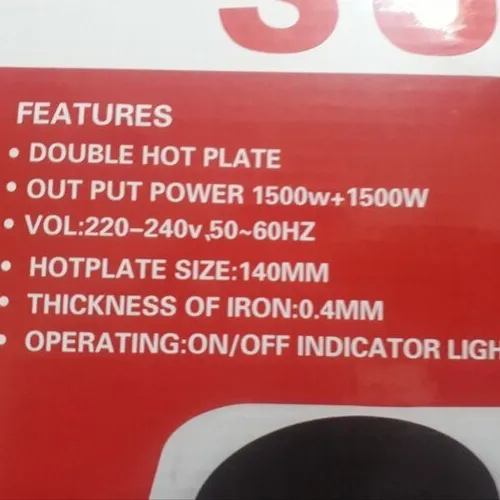 FEATURES
• DOUBLE HOT PLATE
• OUT PUT POWER 1500w+1500W
• VOL:220-240v,50~60HZ
• HOTPLATE SIZE:140MM
• THICKNESS OF IRON:0.4MM
• OPERATING:ON/OFF INDICATOR LIGH